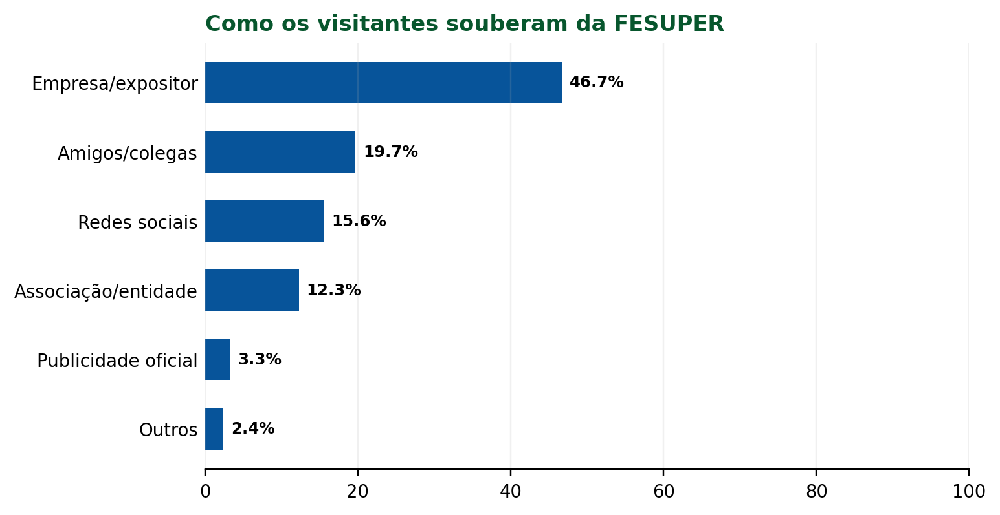 Como os visitantes souberam da FESUPER
Empresa/expositor 46.7%
Amigos/colegas 19.7%
Redes sociais 15.6%
Associação/entidade 12.3%
Publicidade oficial 3.3%
Outros 2.4%
0 20 40 60 80 100